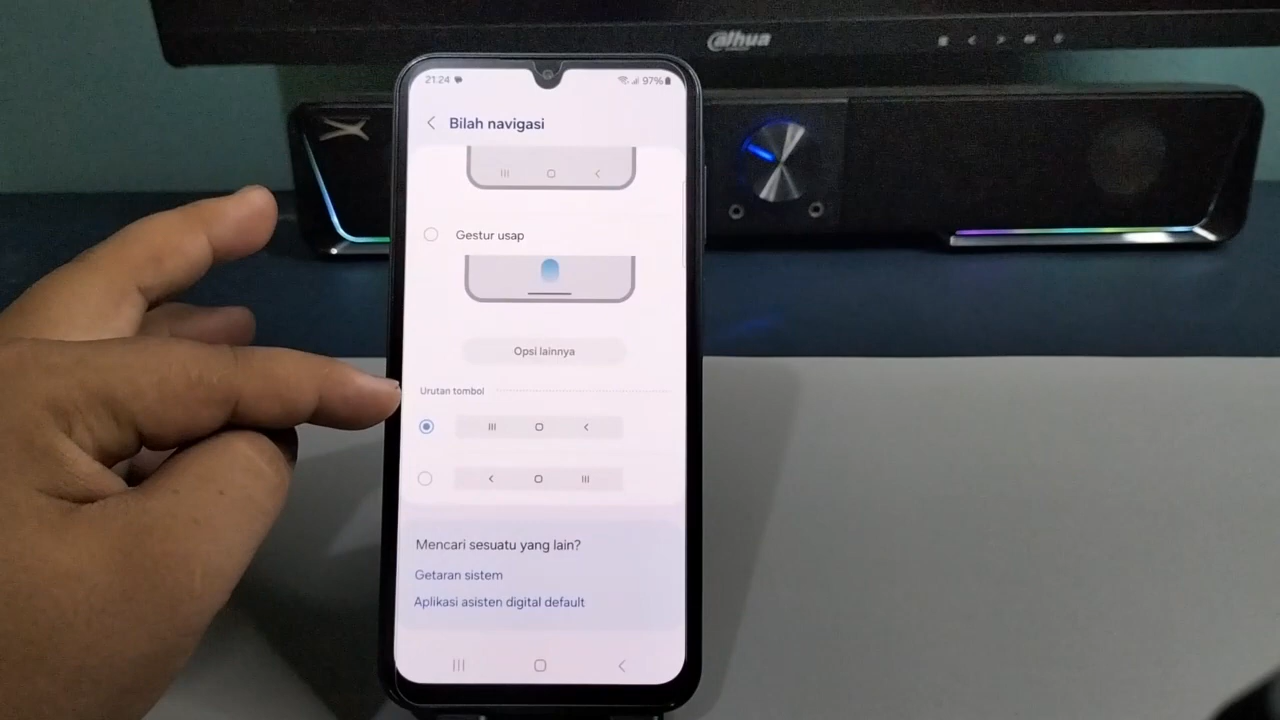 alhua
21.24
97%
Bilah navigasi
Gestur usap
Opsi lainnya
Urutan tombol
Mencari sesuatu yang lain?
Getaran sistem
Aplikasi asisten digital default